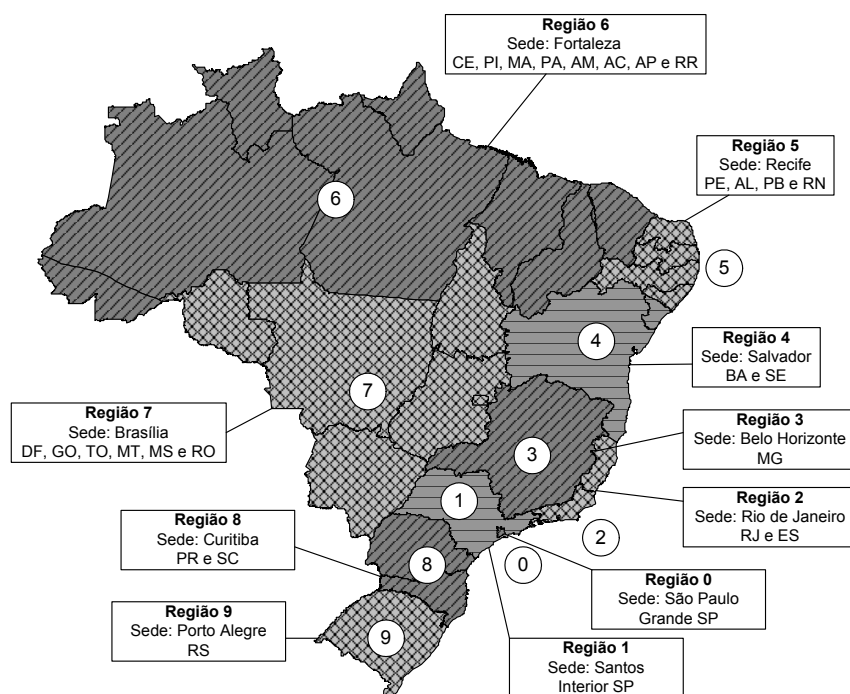 Região 6
Sede: Fortaleza
CE, PI, MA, PA, AM, AC, AP e RR
Região 5
Sede: Recife
PE, AL, PB e RN
6
5
4
Região 4
Sede: Salvador
BA e SE
7
Região 7
Sede: Brasília
DF, GO, TO, MT, MS e RO
3
Região 3
Sede: Belo Horizonte
MG
1
Região 2
Sede: Rio de Janeiro
RJ e ES
2
Região 8
Sede: Curitiba
PR e SC
8
0
Região 0
Sede: São Paulo
Grande SP
Região 9
Sede: Porto Alegre
RS
9
Região 1
Sede: Santos
Interior SP